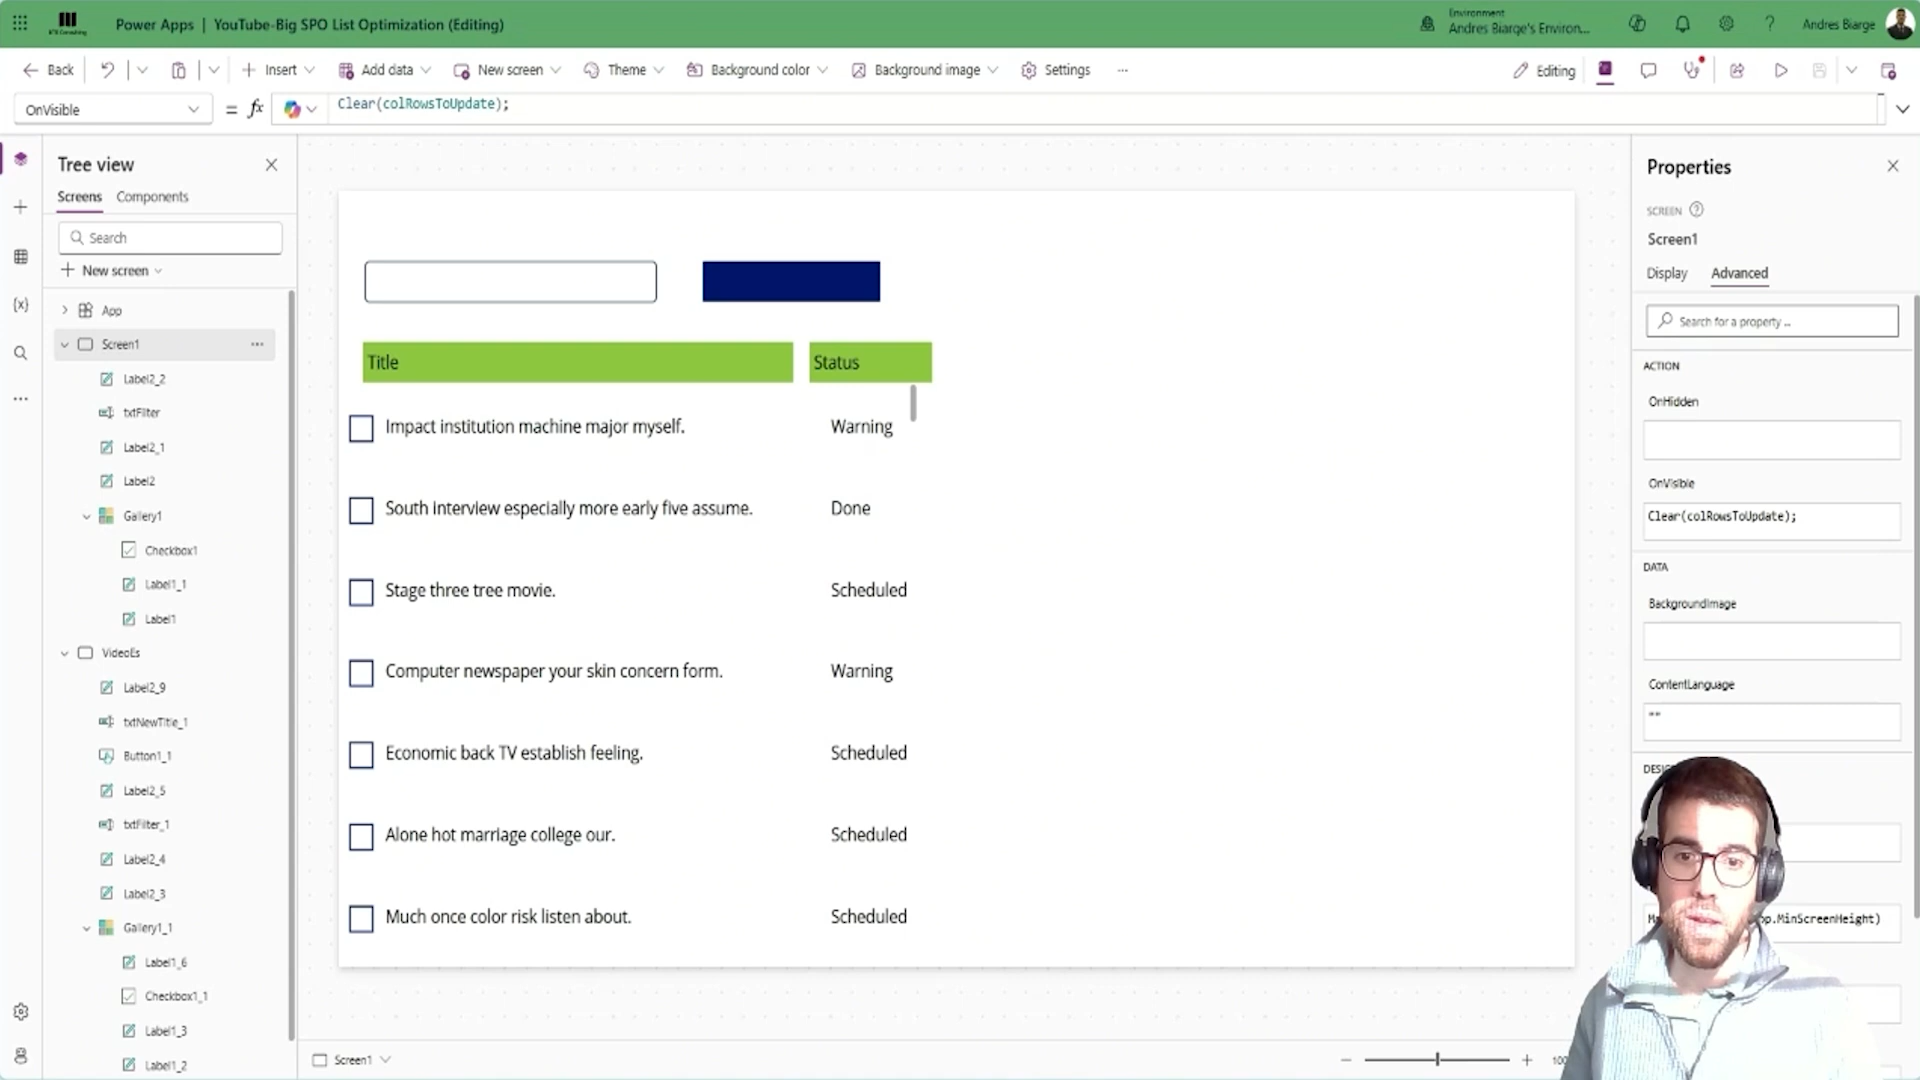 Power Apps | YouTube-Big SPO List Optimization (Editing)
Environment
Andres Biarge's Environ...
Andres Biarge
Back
Insert
Add data
New screen
Theme
Background color
Background image
Settings
...
Editing
OnVisible
= fx
Clear(colRowsToUpdate);
Tree view
Screens
Components
Search
New screen
App
Screen1
...
Label2_2
txtFilter
Label2_1
Label2
Gallery1
Checkbox1
Label1_1
Label1
VideoEs
Label2_9
txtNewTitle_1
Button1_1
Label2_5
txtFilter_1
Label2_4
Label2_3
Gallery1_1
Label1_6
Checkbox1_1
Label1_3
Label1_2
Title
Status
Impact institution machine major myself.
Warning
South interview especially more early five assume.
Done
Stage three tree movie.
Scheduled
Computer newspaper your skin concern form.
Warning
Economic back TV establish feeling.
Scheduled
Alone hot marriage college our.
Scheduled
Much once color risk listen about.
Scheduled
Screen1
100
Properties
SCREEN
Screen1
Display
Advanced
Search for a property ...
ACTION
OnHidden
OnVisible
Clear(colRowsToUpdate);
DATA
BackgroundImage
ContentLanguage
""
DESI
pp.MinScreenHeight)